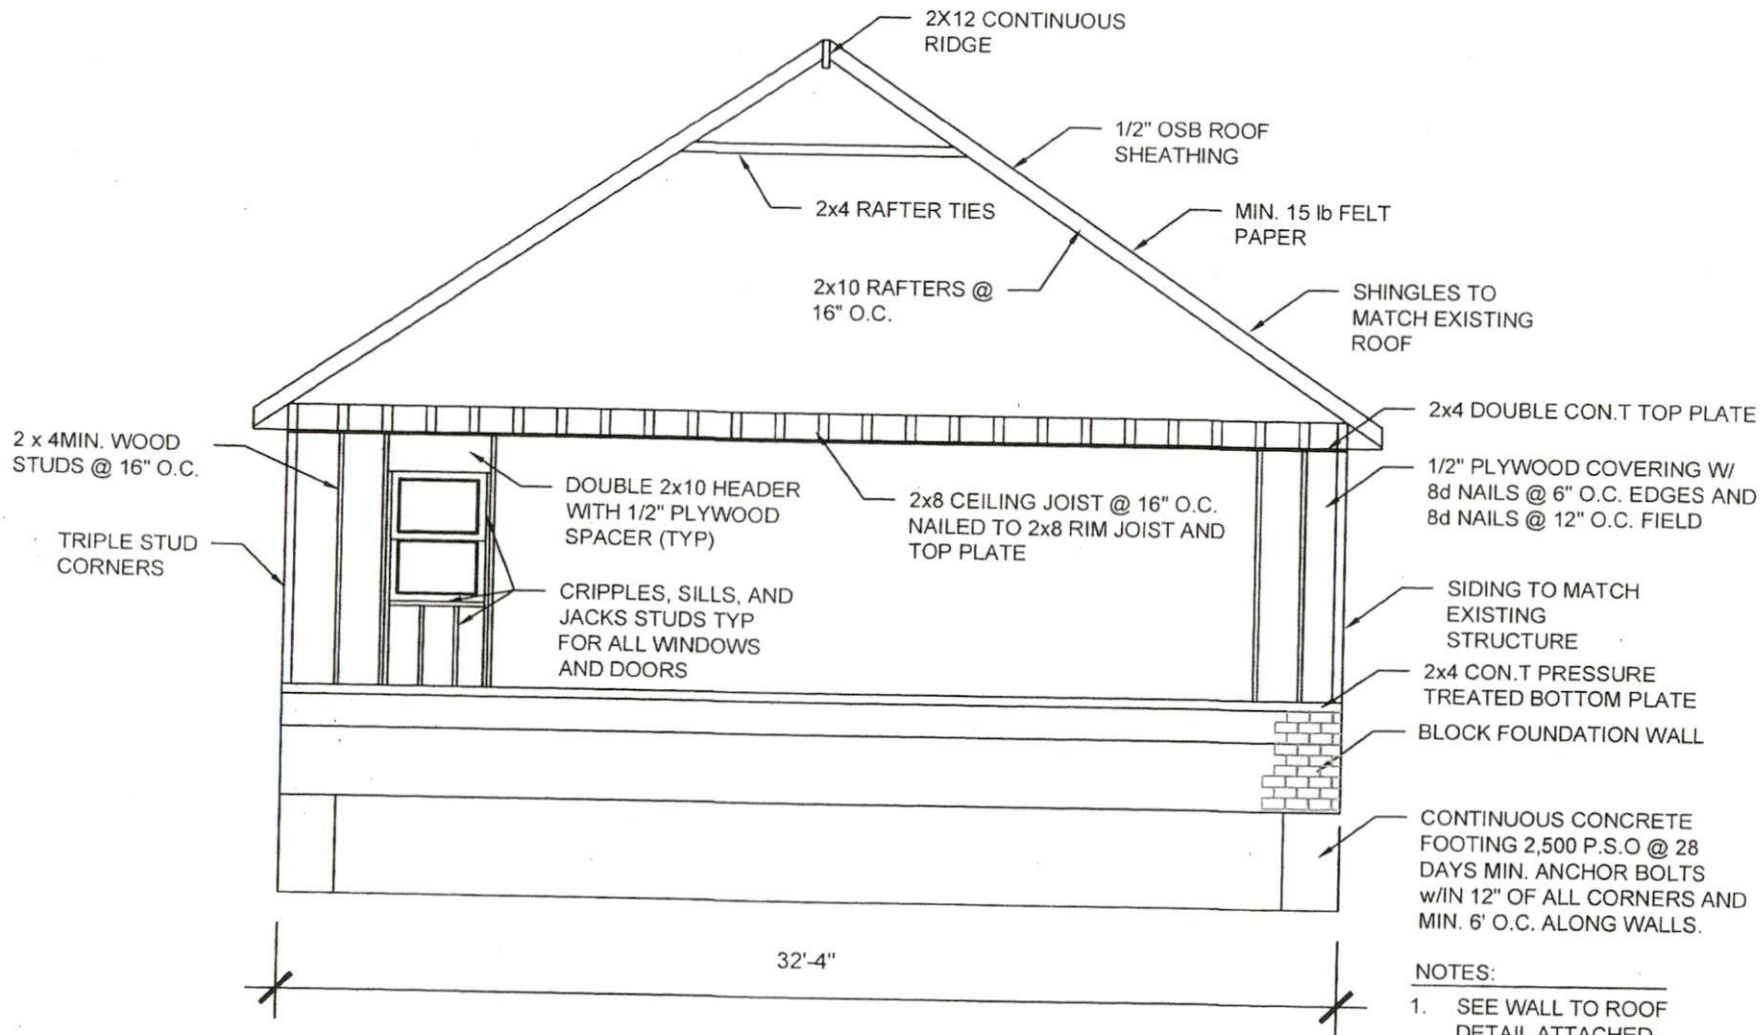 2X12 CONTINUOUS
RIDGE
1/2" OSB ROOF
SHEATHING
2x4 RAFTER TIES
MIN. 15 lb FELT
PAPER
2x10 RAFTERS @
16" O.C.
SHINGLES TO
MATCH EXISTING
ROOF
2x4 DOUBLE CON.T TOP PLATE
2 x 4MIN. WOOD
STUDS @ 16" O.C.
1/2" PLYWOOD COVERING W/
8d NAILS @ 6" O.C. EDGES AND
8d NAILS @ 12" O.C. FIELD
DOUBLE 2x10 HEADER
WITH 1/2" PLYWOOD
SPACER (TYP)
2x8 CEILING JOIST @ 16" O.C.
NAILED TO 2x8 RIM JOIST AND
TOP PLATE
TRIPLE STUD
CORNERS
CRIPPLES, SILLS, AND
JACKS STUDS TYP
FOR ALL WINDOWS
AND DOORS
SIDING TO MATCH
EXISTING
STRUCTURE
2x4 CON.T PRESSURE
TREATED BOTTOM PLATE
BLOCK FOUNDATION WALL
CONTINUOUS CONCRETE
FOOTING 2,500 P.S.O @ 28
DAYS MIN. ANCHOR BOLTS
w/IN 12" OF ALL CORNERS AND
MIN. 6' O.C. ALONG WALLS.
32'-4"
NOTES:
1. SEE WALL TO ROOF
DETAIL ATTACHED